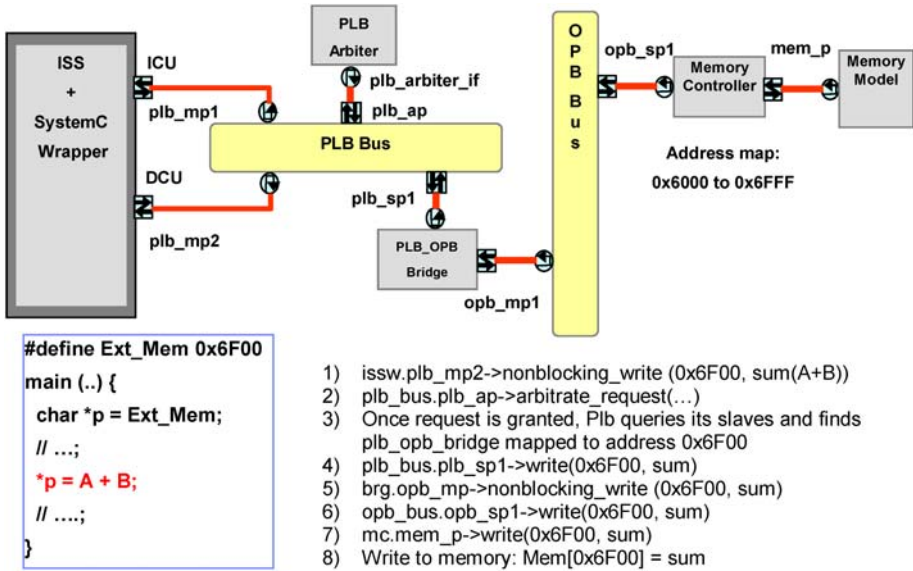 ISS
+
SystemC
Wrapper
ICU
plb_mp1
DCU
plb_mp2
PLB
Arbiter
plb_arbiter_if
plb_ap
PLB Bus
plb_sp1
PLB_OPB
Bridge
opb_mp1
OPB Bus
opb_sp1
Memory
Controller
mem_p
Memory
Model
Address map:
0x6000 to 0x6FFF
#define Ext_Mem 0x6F00
main (..) {
char *p = Ext_Mem;
// ...;
*p = A + B;
// ....;
}
1) issw.plb_mp2->nonblocking_write (0x6F00, sum(A+B))
2) plb_bus.plb_ap->arbitrate_request(…)
3) Once request is granted, Plb queries its slaves and finds
plb_opb_bridge mapped to address 0x6F00
4) plb_bus.plb_sp1->write(0x6F00, sum)
5) brg.opb_mp->nonblocking_write (0x6F00, sum)
6) opb_bus.opb_sp1->write(0x6F00, sum)
7) mc.mem_p->write(0x6F00, sum)
8) Write to memory: Mem[0x6F00] = sum